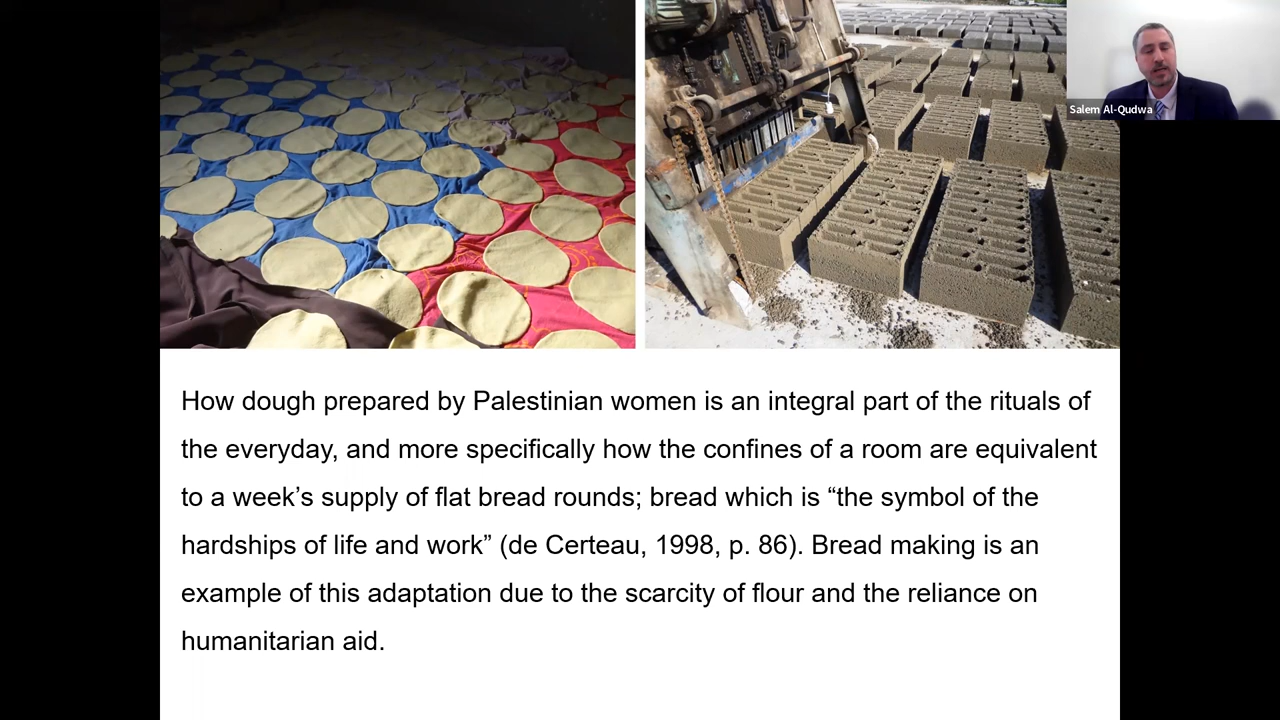 Salem Al-Qudwa
How dough prepared by Palestinian women is an integral part of the rituals of
the everyday, and more specifically how the confines of a room are equivalent
to a week’s supply of flat bread rounds; bread which is “the symbol of the
hardships of life and work” (de Certeau, 1998, p. 86). Bread making is an
example of this adaptation due to the scarcity of flour and the reliance on
humanitarian aid.